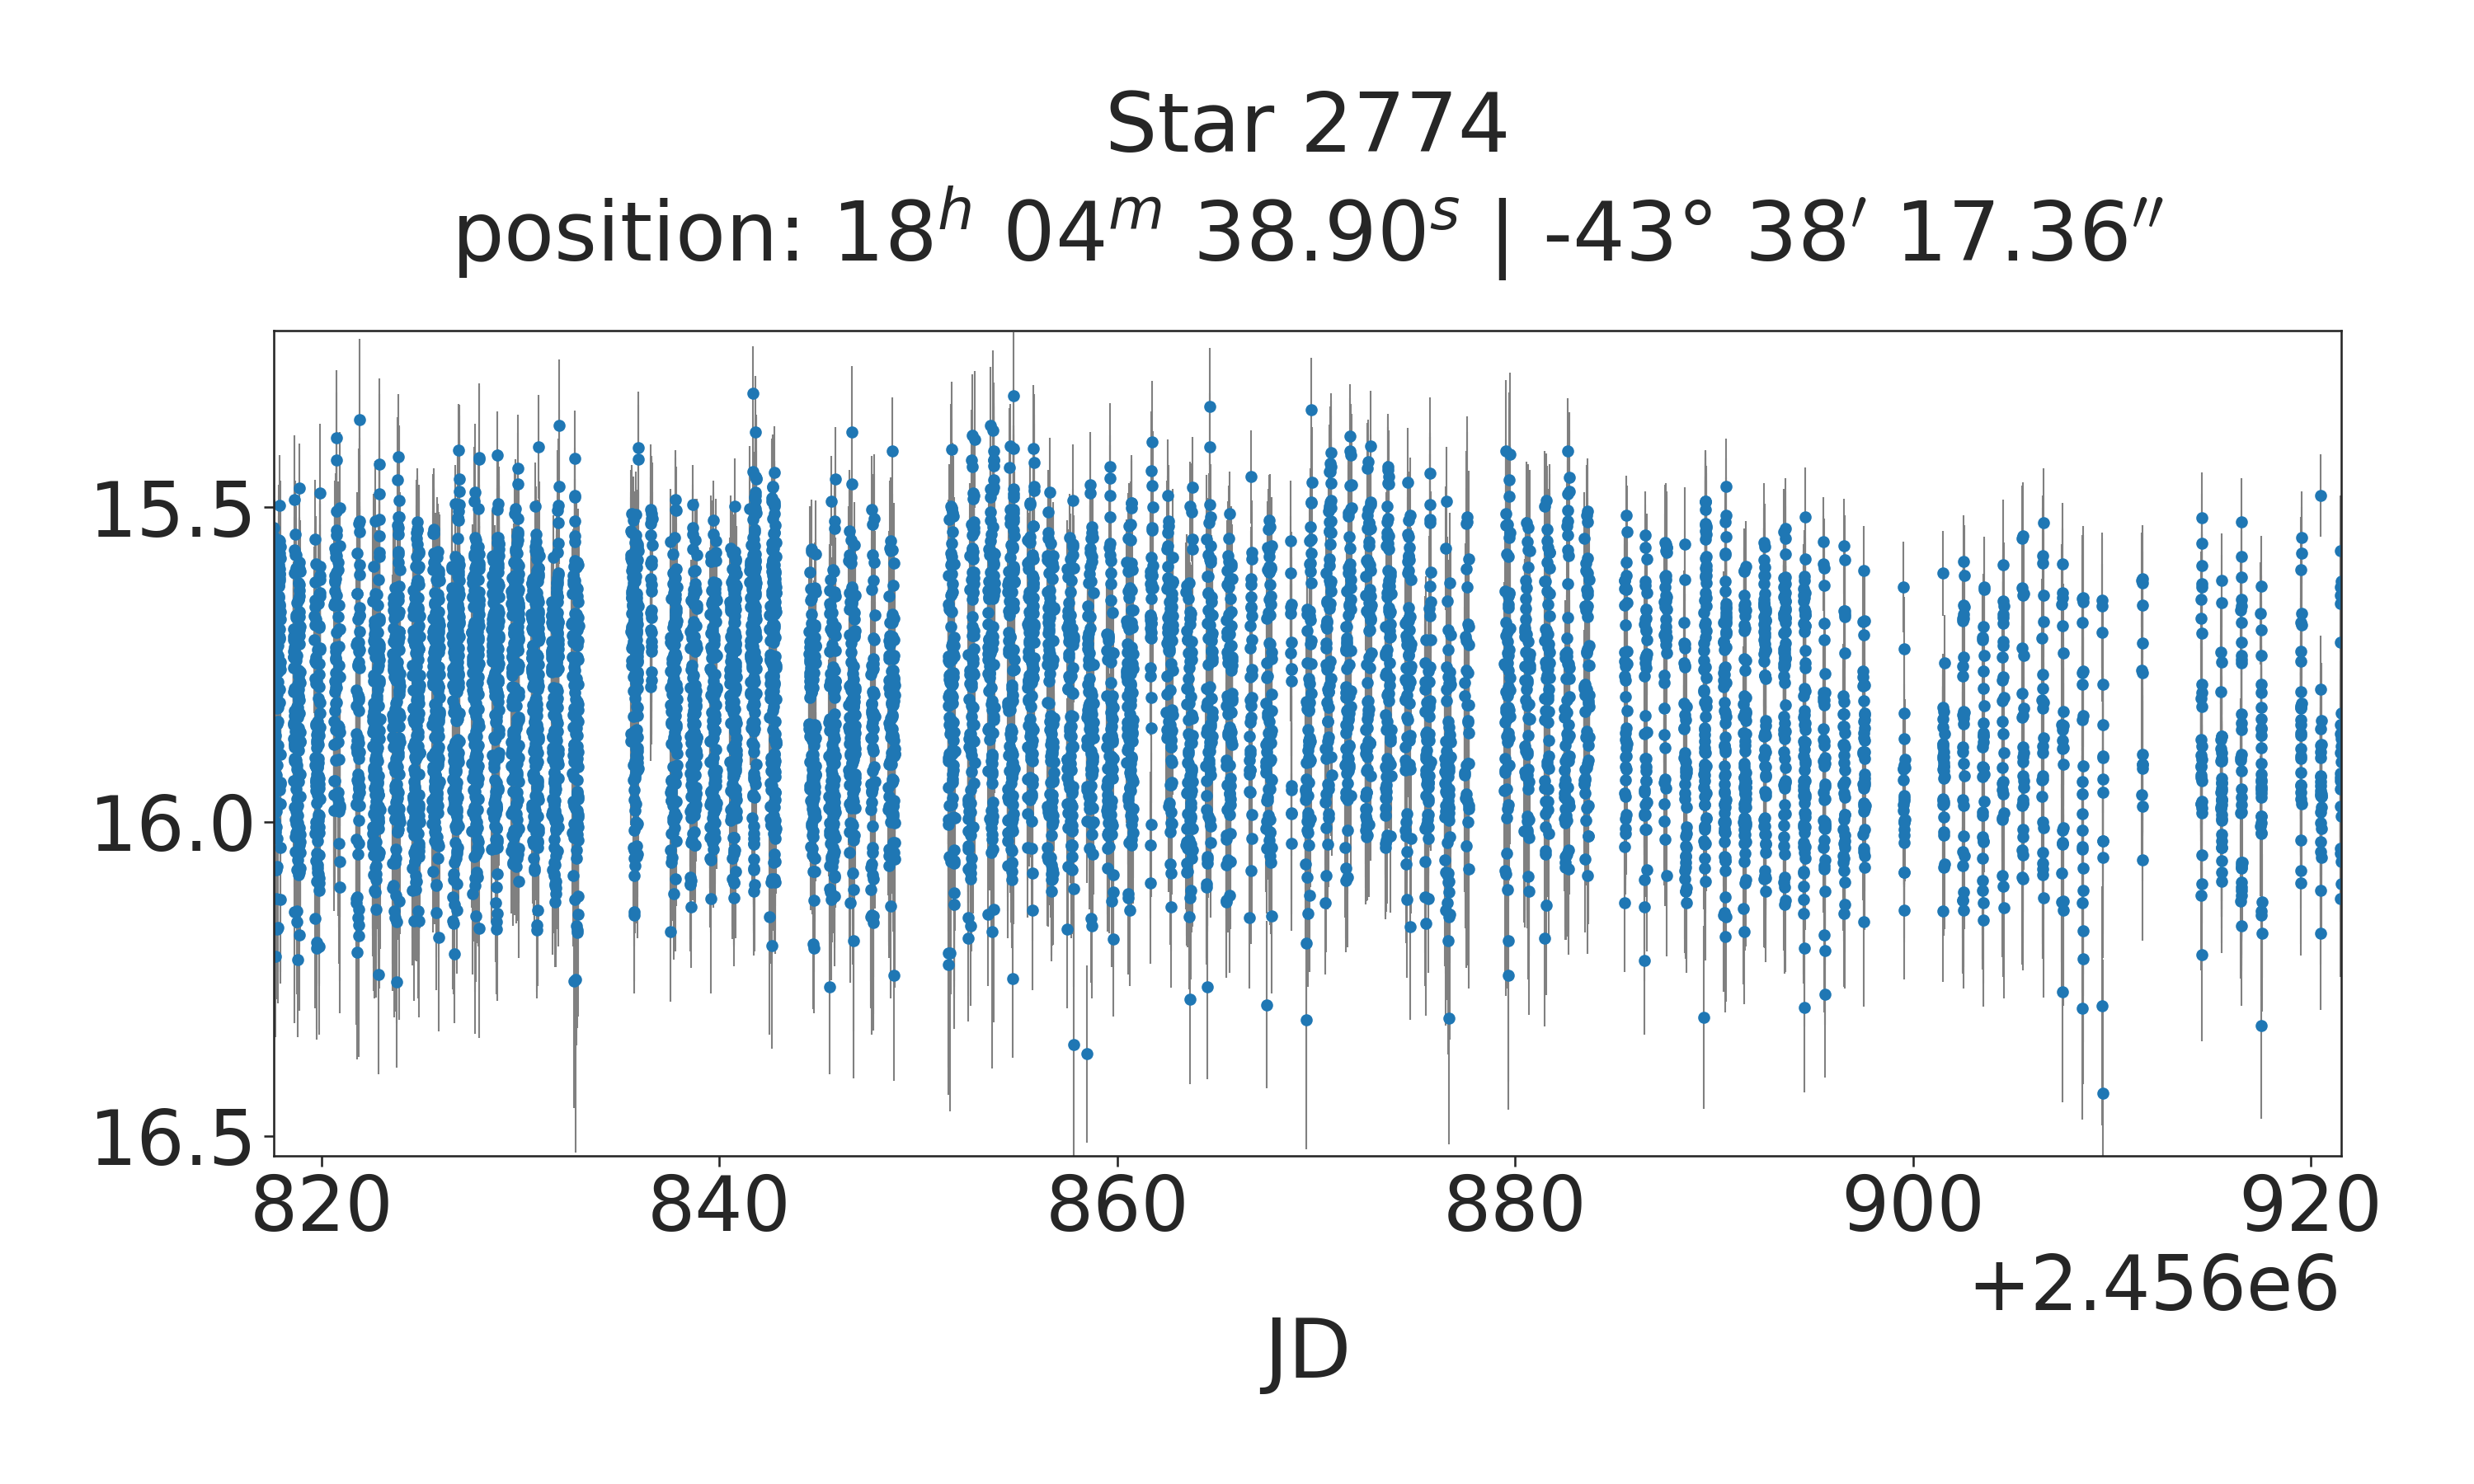 Star 2774
position: 18ʰ 04ᵐ 38.90ˢ | -43° 38′ 17.36″
15.5
16.0
16.5
820 840 860 880 900 920
+2.456e6
JD